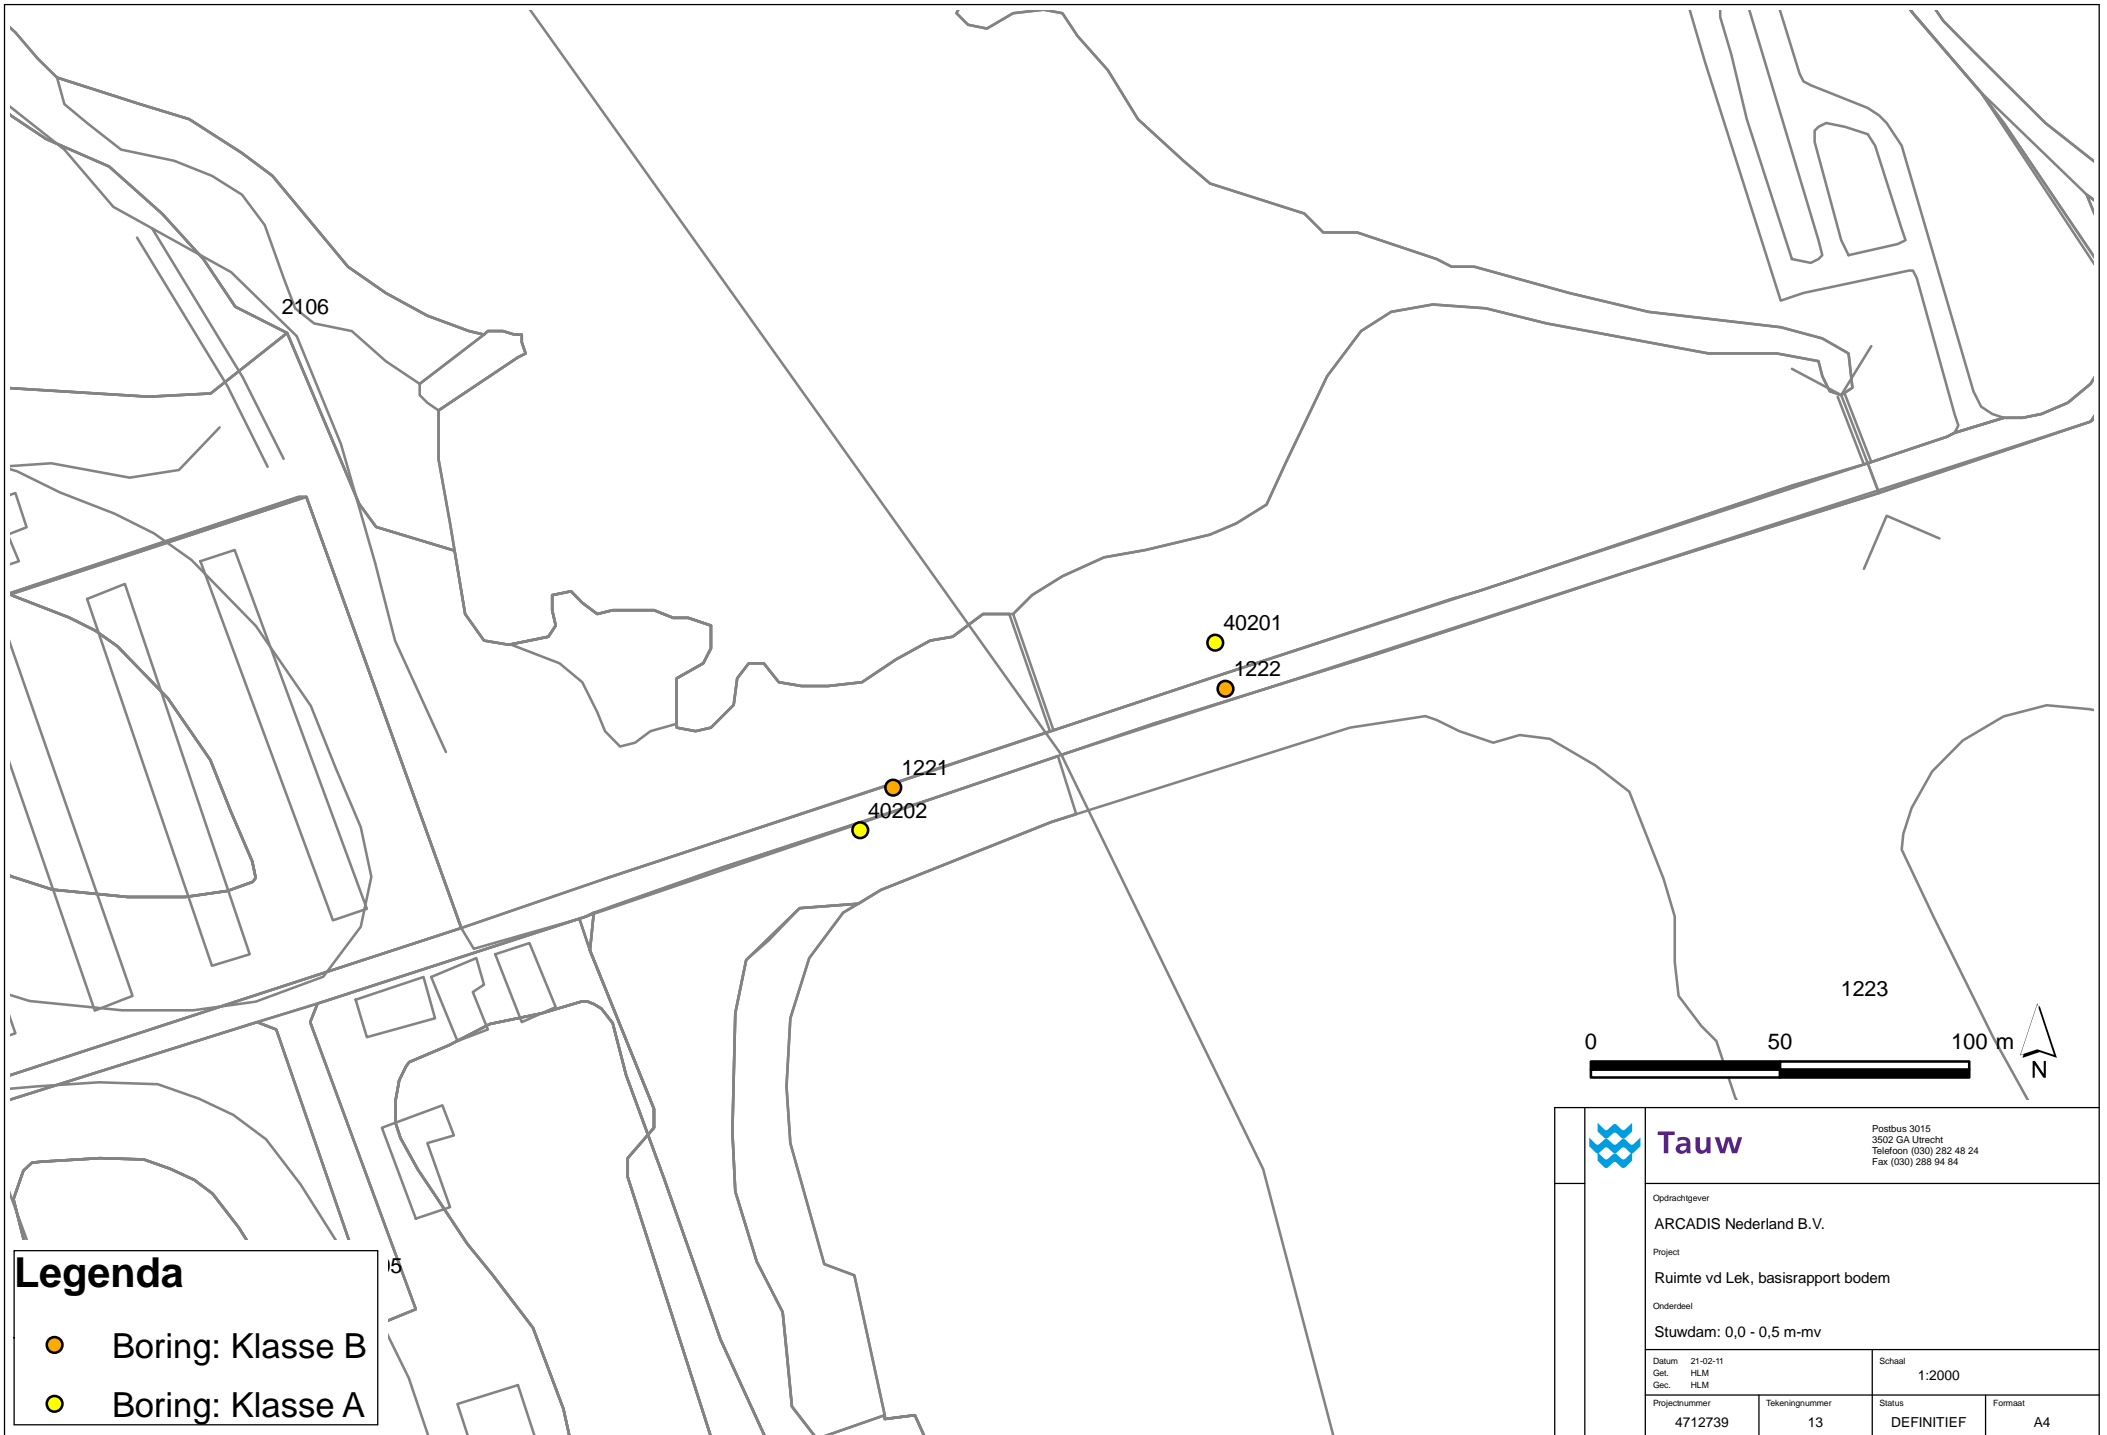 2106
40201
1222
1221
40202
1223
0 50 100 m
N
Legenda
Boring: Klasse B
Boring: Klasse A
Tauw
Postbus 3015
3502 GA Utrecht
Telefoon (030) 282 48 24
Fax (030) 288 94 84
Opdrachtgever
ARCADIS Nederland B.V.
Project
Ruimte vd Lek, basisrapport bodem
Onderdeel
Stuwdam: 0,0 - 0,5 m-mv
Datum 21-02-11
Get. HLM
Gec. HLM
Schaal
1:2000
Projectnummer
4712739
Tekeningnummer
13
Status
DEFINITIEF
Formaat
A4